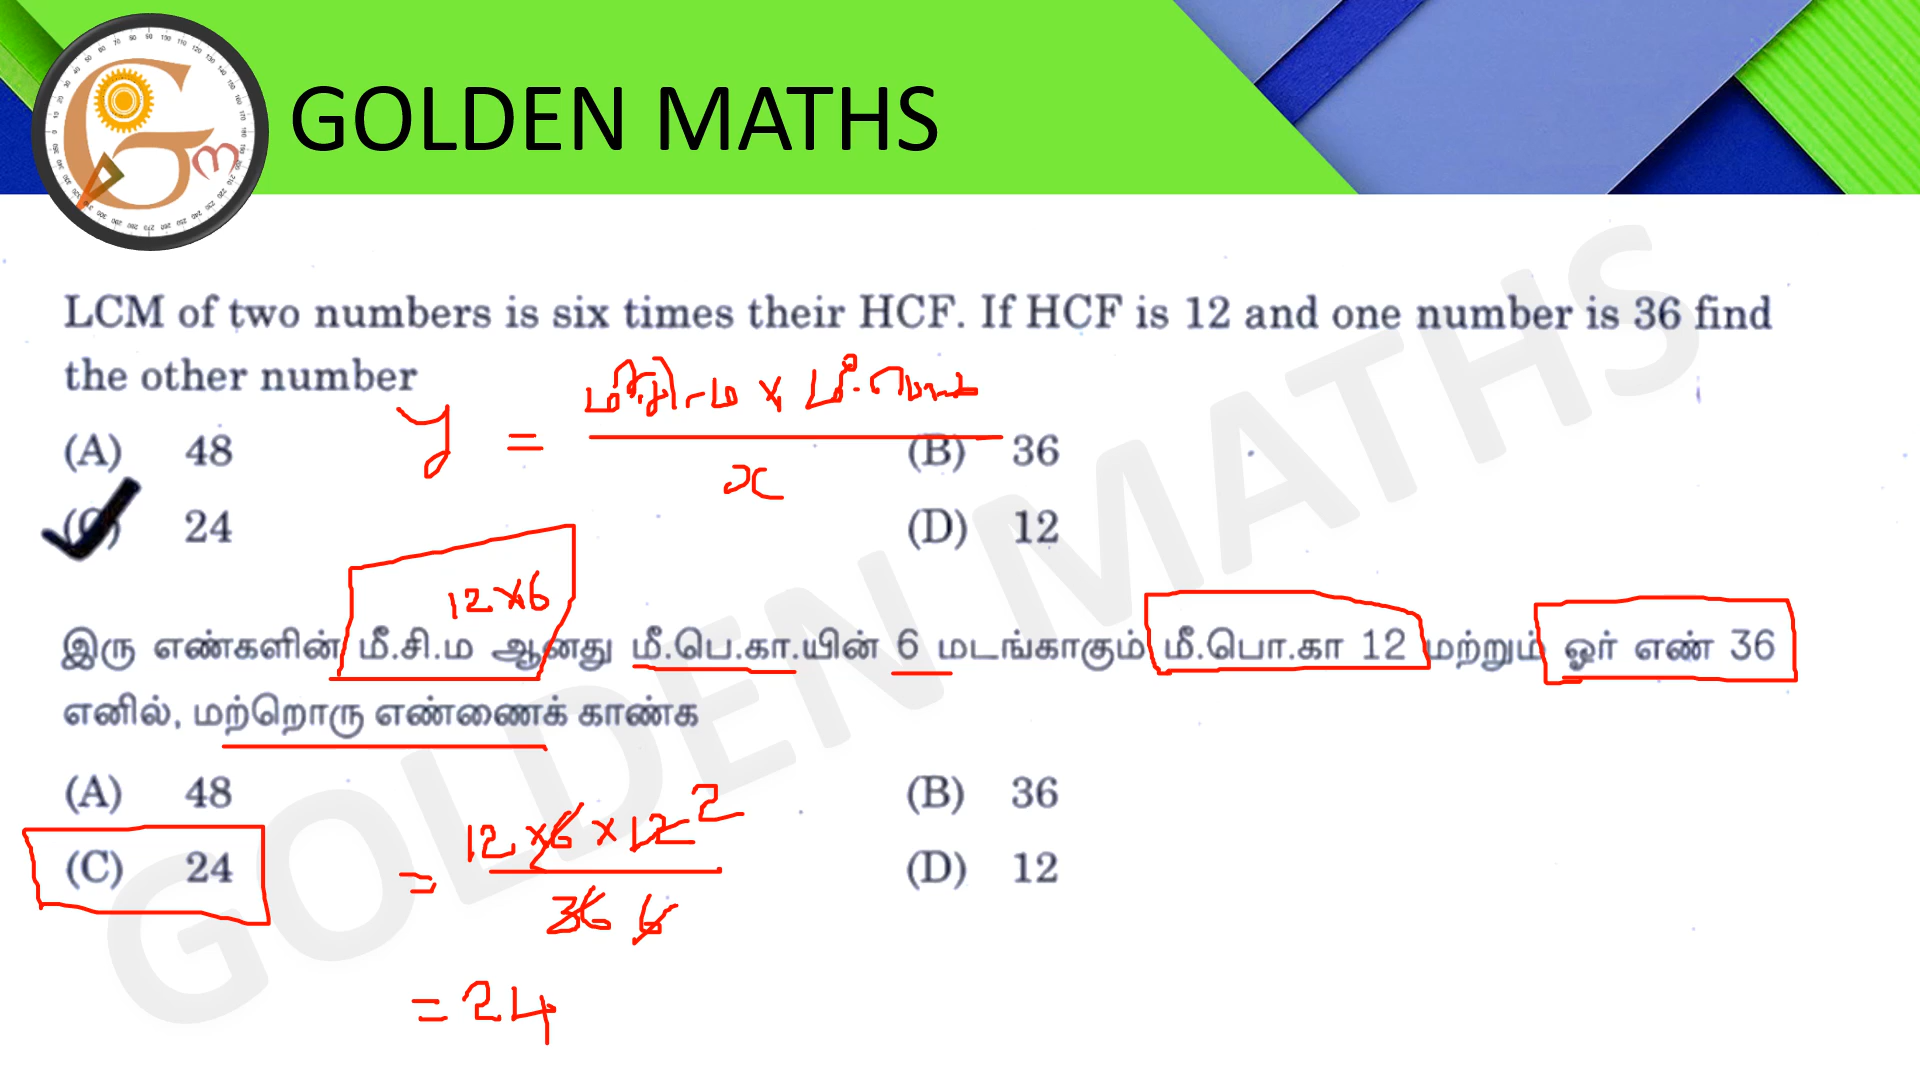 GOLDEN MATHS
LCM of two numbers is six times their HCF. If HCF is 12 and one number is 36 find
the other number
y = மீ.சி.ம × மீ.பொ.கா
x
(A) 48 (B) 36
(C) 24 (D) 12
12 × 6
இரு எண்களின் மீ.சி.ம ஆனது மீ.பெ.கா.யின் 6 மடங்காகும் மீ.பொ.கா 12 மற்றும் ஓர் எண் 36
எனில், மற்றொரு எண்ணைக் காண்க
(A) 48 (B) 36
(C) 24 (D) 12
= 12 × 6 × 12 2
36 6
= 24
GOLDEN MATHS